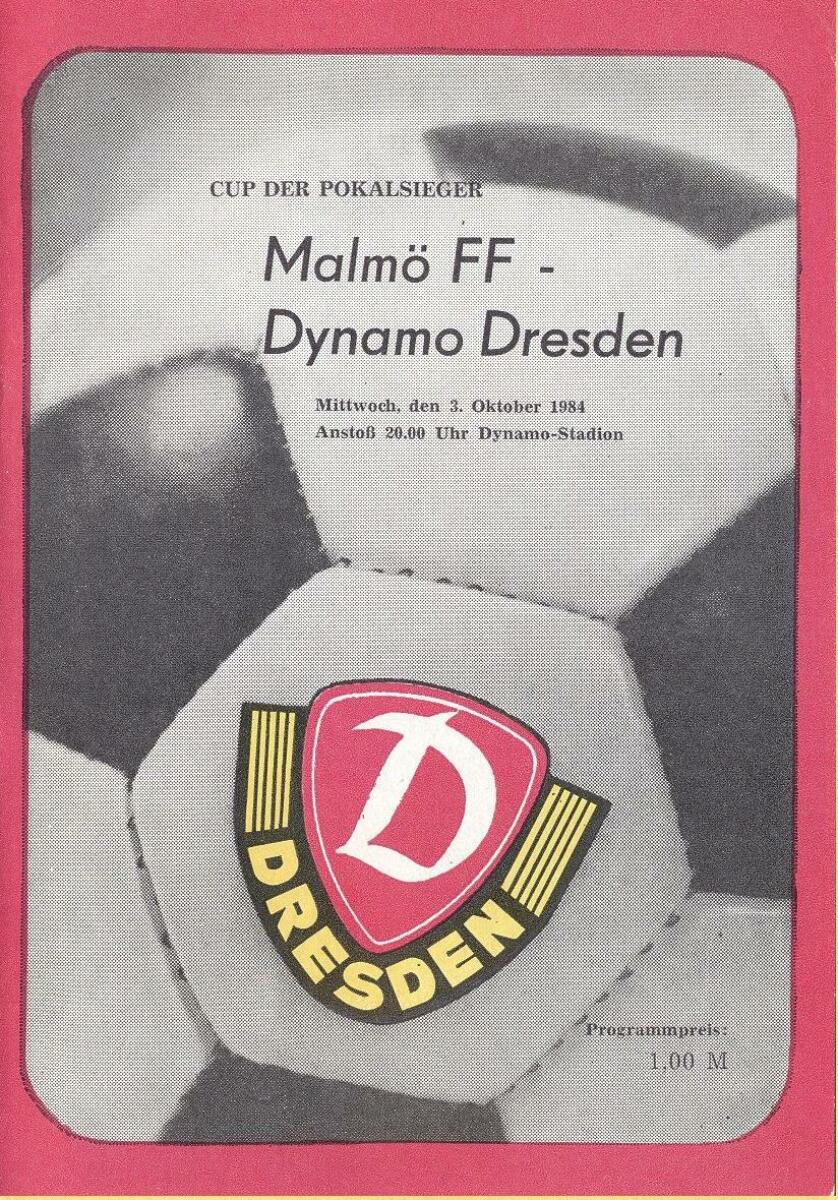 CUP DER POKALSIEGER
Malmö FF -
Dynamo Dresden
Mittwoch, den 3. Oktober 1984
Anstoß 20.00 Uhr Dynamo-Stadion
D
DRESDEN
Programmpreis:
1,00 M